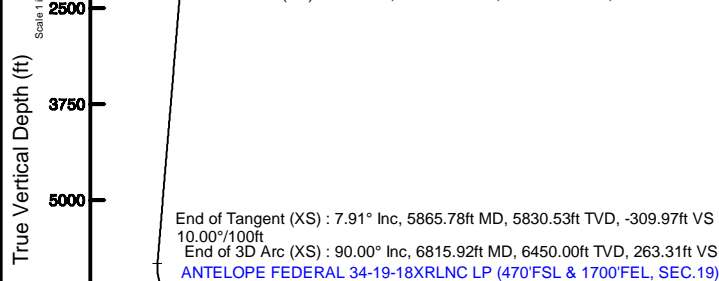 2500
Scale 1 i
True Vertical Depth (ft)
3750
5000
End of Tangent (XS) : 7.91° Inc, 5865.78ft MD, 5830.53ft TVD, -309.97ft VS
10.00°/100ft
End of 3D Arc (XS) : 90.00° Inc, 6815.92ft MD, 6450.00ft TVD, 263.31ft VS
ANTELOPE FEDERAL 34-19-18XRLNC LP (470'FSL & 1700'FEL, SEC.19)